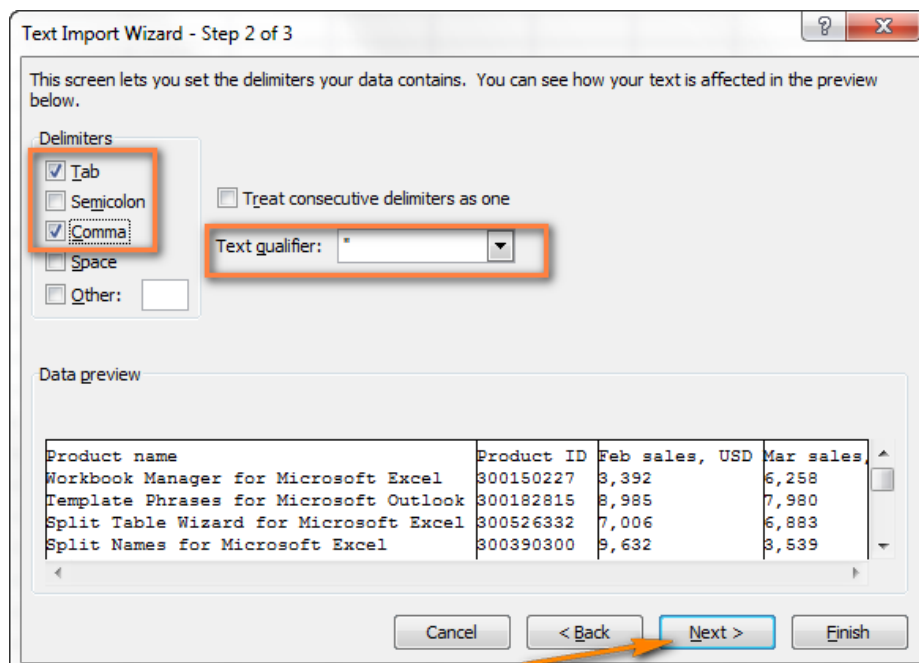 Text Import Wizard - Step 2 of 3
This screen lets you set the delimiters your data contains. You can see how your text is affected in the preview
below.
Delimiters
Tab
Semicolon
Comma
Space
Other:
Treat consecutive delimiters as one
Text qualifier: "
Data preview
Product name Product ID Feb sales, USD Mar sales,
Workbook Manager for Microsoft Excel 300150227 3,392 6,258
Template Phrases for Microsoft Outlook 300182815 8,985 7,980
Split Table Wizard for Microsoft Excel 300526332 7,006 6,883
Split Names for Microsoft Excel 300390300 9,632 3,539
Cancel < Back Next > Finish